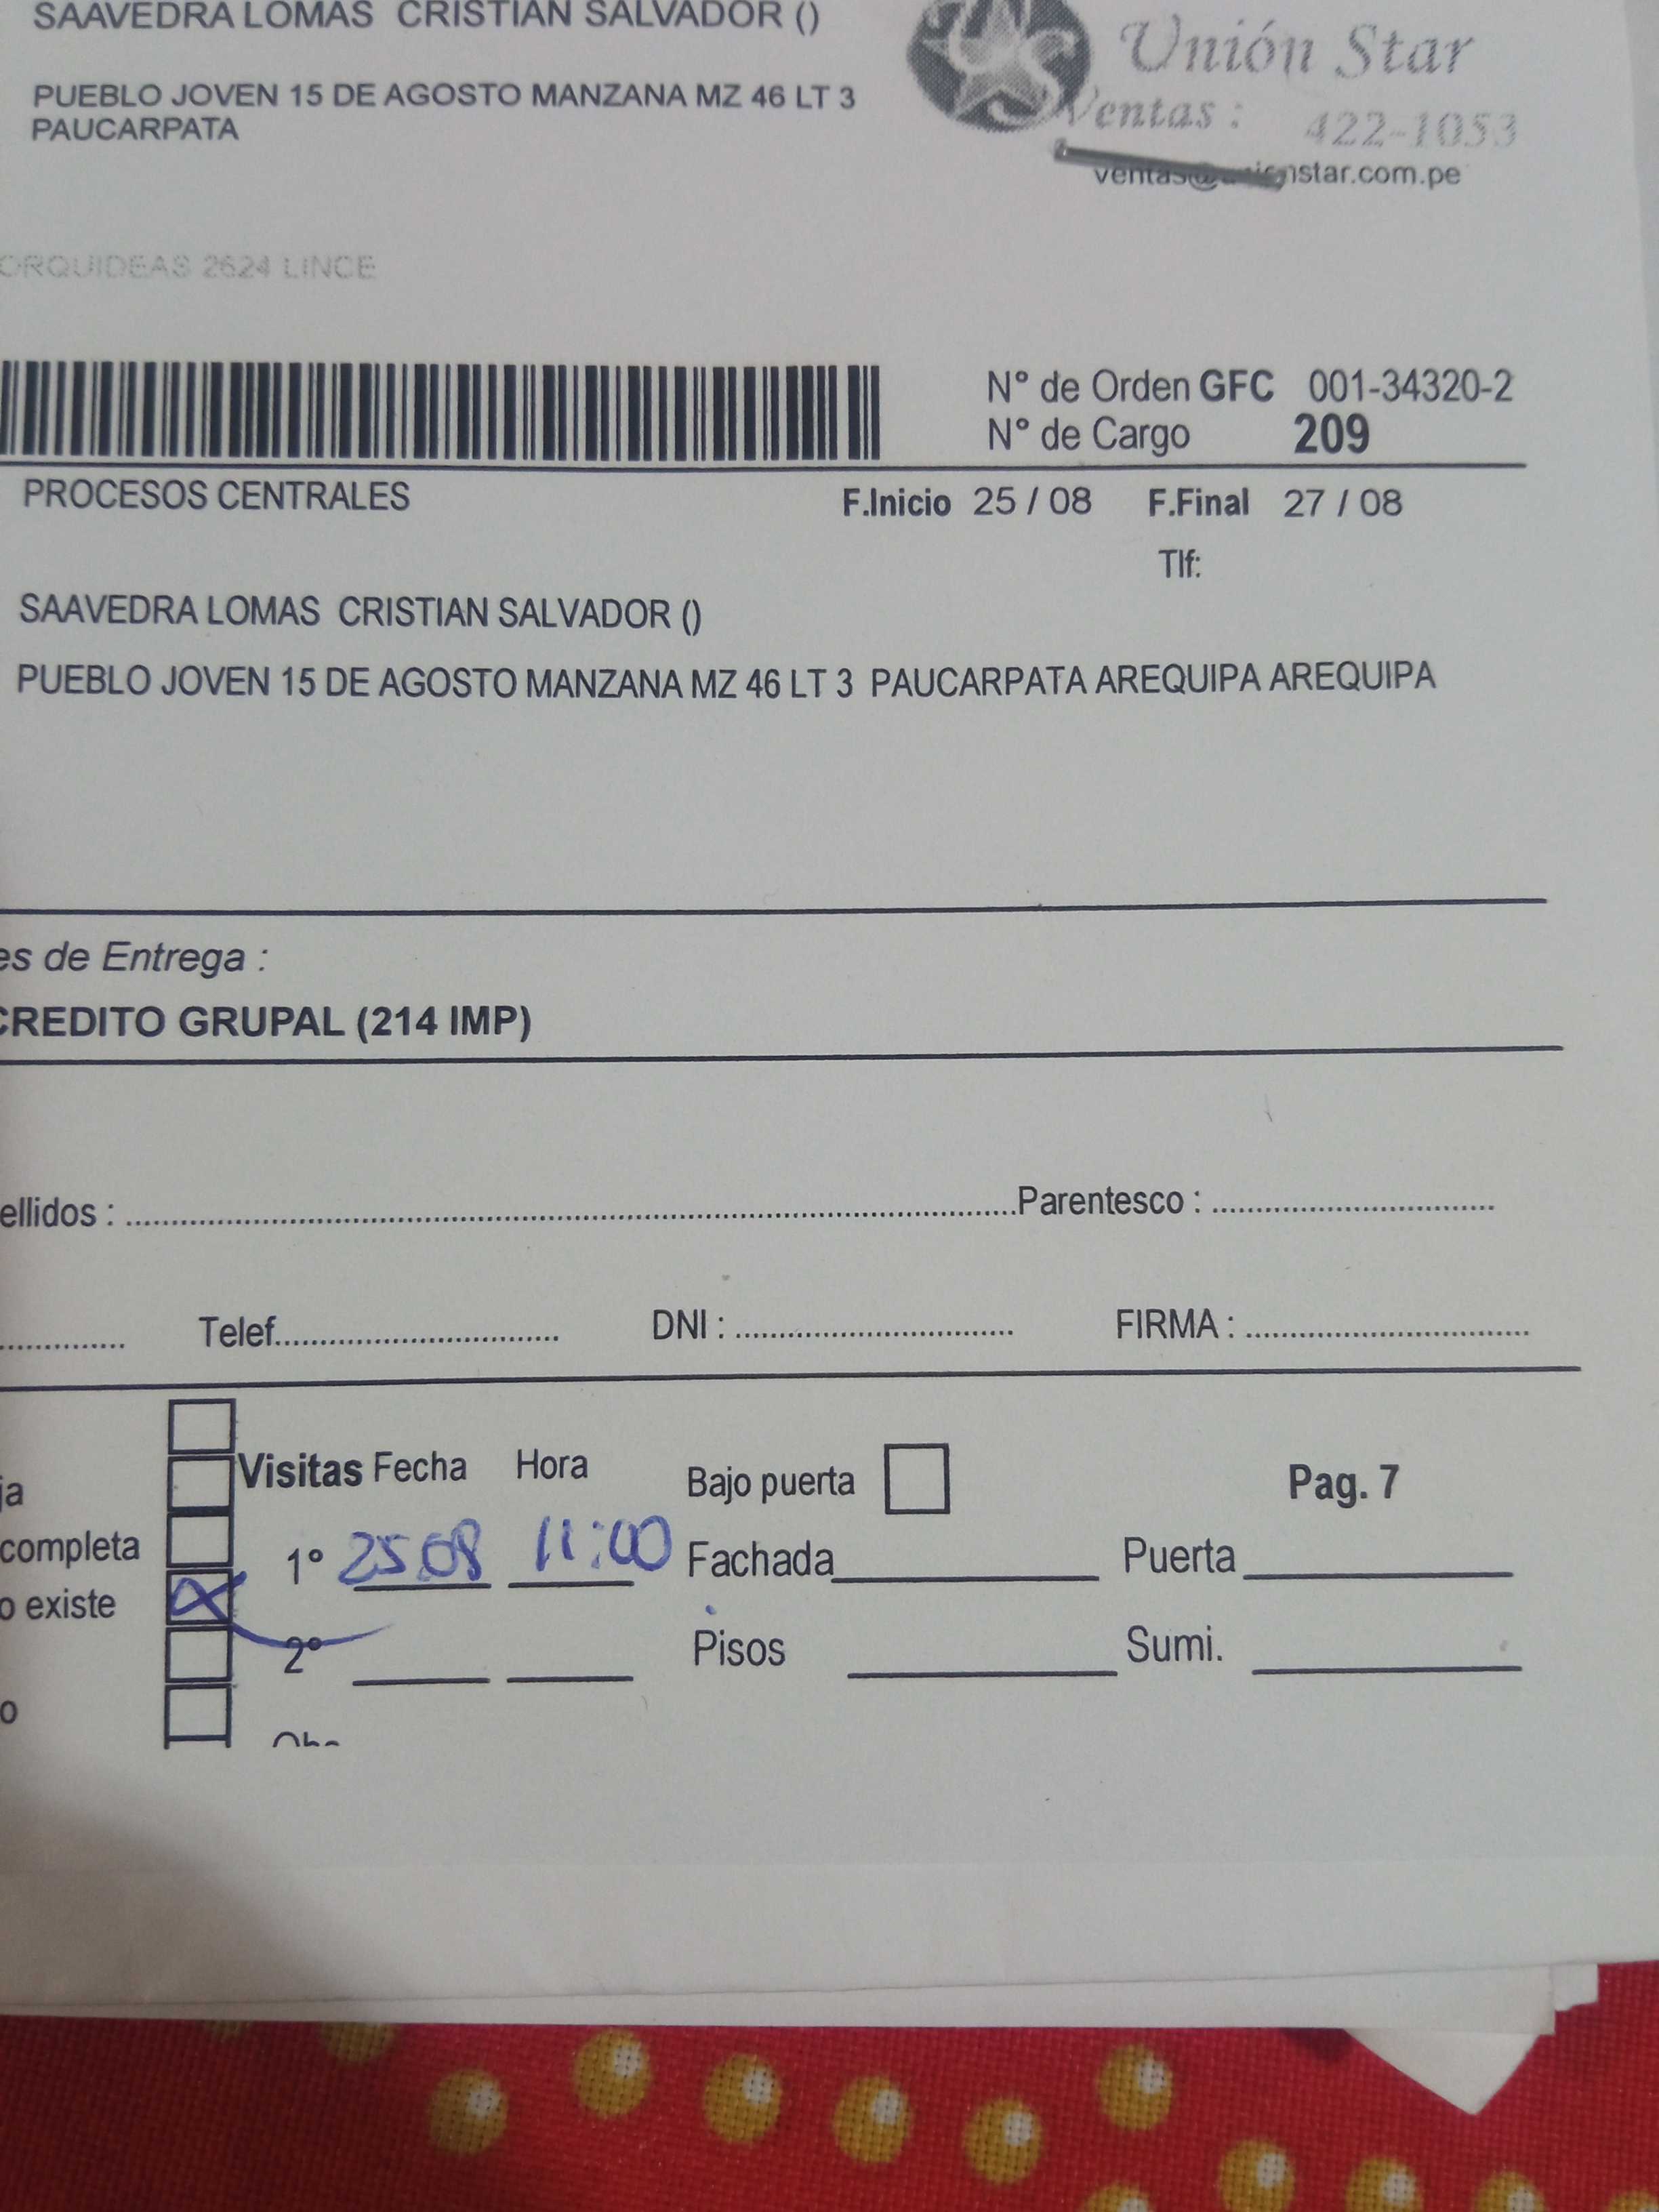 SAAVEDRA LOMAS CRISTIAN SALVADOR ()
Unión Star
PUEBLO JOVEN 15 DE AGOSTO MANZANA MZ 46 LT 3
PAUCARPATA
Ventas : 422-1053
nstar.com.pe
ORQUIDEAS 2624 LINCE
N° de Orden GFC 001-34320-2
N° de Cargo 209
PROCESOS CENTRALES F.Inicio 25 / 08 F.Final 27 / 08
Tlf:
SAAVEDRA LOMAS CRISTIAN SALVADOR ()
PUEBLO JOVEN 15 DE AGOSTO MANZANA MZ 46 LT 3 PAUCARPATA AREQUIPA AREQUIPA
es de Entrega :
CREDITO GRUPAL (214 IMP)
ellidos : Parentesco :
Telef. DNI : FIRMA :
Visitas Fecha Hora Bajo puerta Pag. 7
ja
completa 1° 25.08 11:00 Fachada Puerta
o existe
2° Pisos Sumi.
o